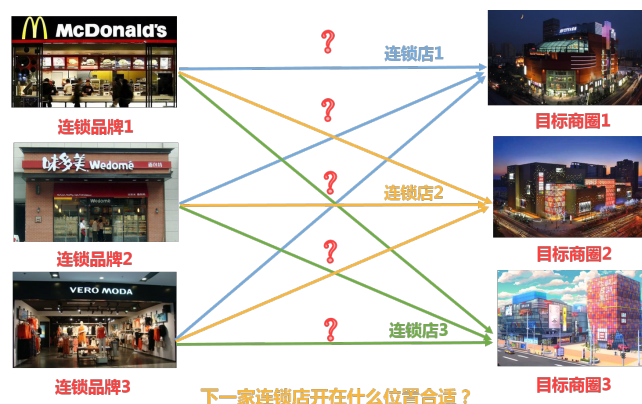 McDonald's
?
连锁店1
连锁品牌1
目标商圈1
?
味多美 Wedomé
Wedomé
?
连锁店2
连锁品牌2
目标商圈2
?
VERO MODA
?
连锁店3
连锁品牌3
目标商圈3
下一家连锁店开在什么位置合适？